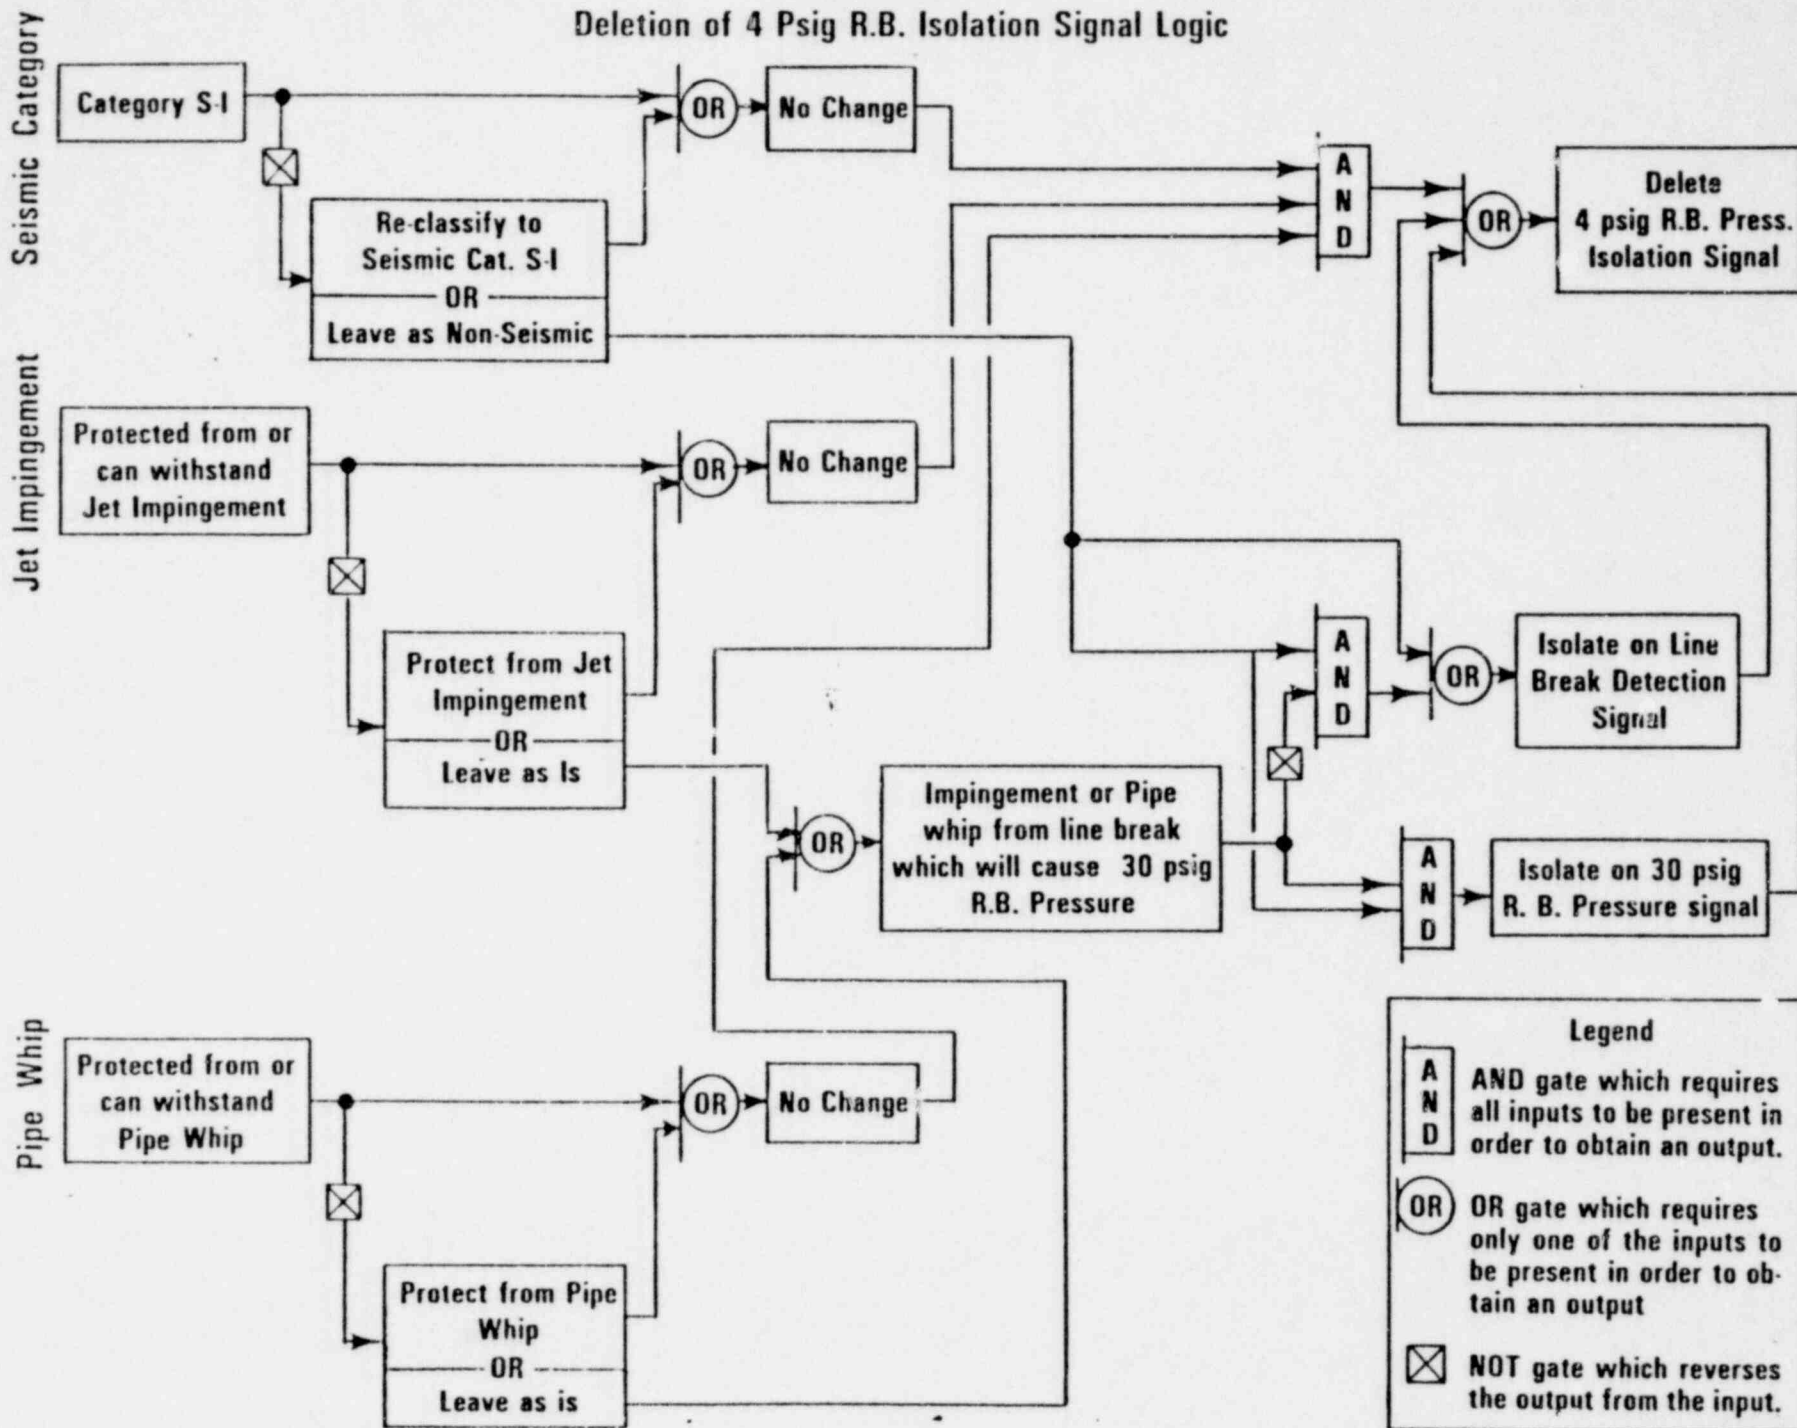 Deletion of 4 Psig R.B. Isolation Signal Logic
Seismic Category
Category S-I
OR
No Change
Re-classify to
Seismic Cat. S-I
OR
Leave as Non-Seismic
A
N
D
OR
Delete
4 psig R.B. Press.
Isolation Signal
Jet Impingement
Protected from or
can withstand
Jet Impingement
OR
No Change
Protect from Jet
Impingement
OR
Leave as Is
OR
Impingement or Pipe
whip from line break
which will cause 30 psig
R.B. Pressure
A
N
D
OR
Isolate on Line
Break Detection
Signal
A
N
D
Isolate on 30 psig
R. B. Pressure signal
Pipe Whip
Protected from or
can withstand
Pipe Whip
OR
No Change
Protect from Pipe
Whip
OR
Leave as is
Legend
A
N
D
AND gate which requires
all inputs to be present in
order to obtain an output.
OR
OR gate which requires
only one of the inputs to
be present in order to ob-
tain an output
NOT gate which reverses
the output from the input.